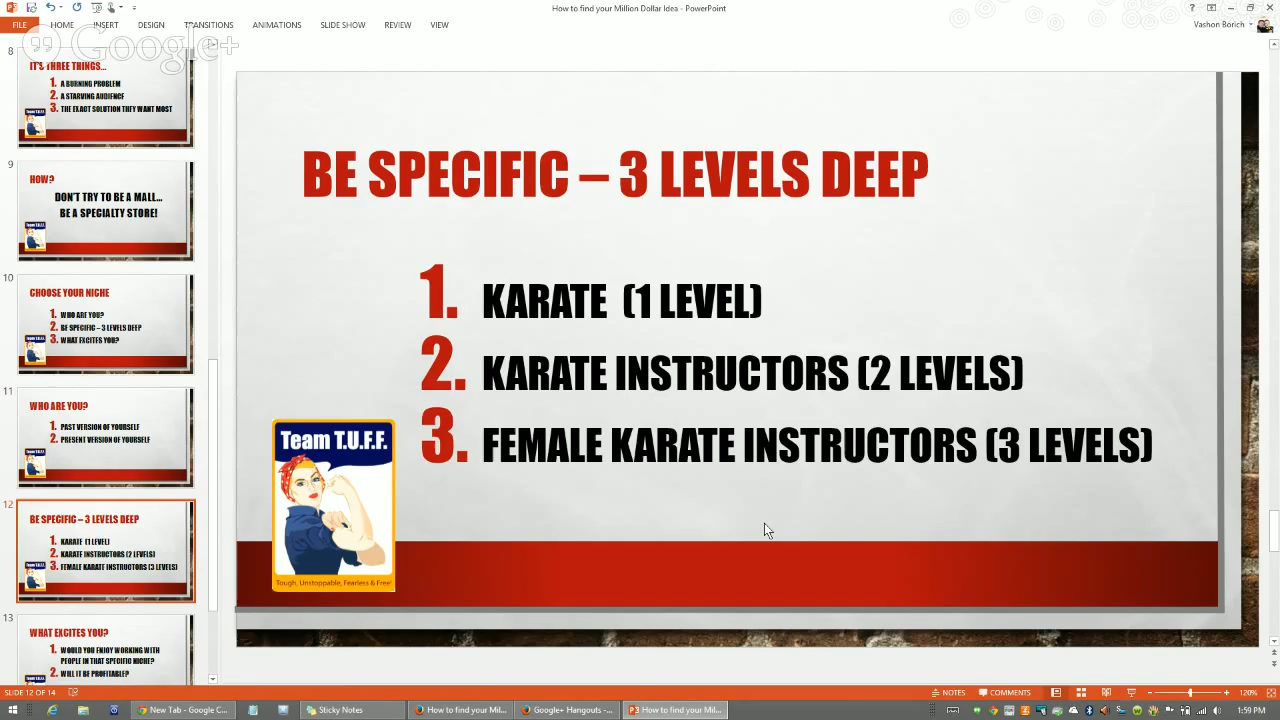 How to find your Million Dollar Idea - PowerPoint
FILE HOME INSERT DESIGN TRANSITIONS ANIMATIONS SLIDE SHOW REVIEW VIEW
Vashon Borich
Google+
8
IT'S THREE THINGS...
1. A BURNING PROBLEM
2. A STARVING AUDIENCE
3. THE EXACT SOLUTION THEY WANT MOST
9
HOW?
DON'T TRY TO BE A MALL...
BE A SPECIALTY STORE!
10
CHOOSE YOUR NICHE
1. WHO ARE YOU?
2. BE SPECIFIC – 3 LEVELS DEEP
3. WHAT EXCITES YOU?
11
WHO ARE YOU?
1. PAST VERSION OF YOURSELF
2. PRESENT VERSION OF YOURSELF
12
BE SPECIFIC – 3 LEVELS DEEP
1. KARATE (1 LEVEL)
2. KARATE INSTRUCTORS (2 LEVELS)
3. FEMALE KARATE INSTRUCTORS (3 LEVELS)
13
WHAT EXCITES YOU?
1. WOULD YOU ENJOY WORKING WITH
PEOPLE IN THAT SPECIFIC NICHE?
2. WILL IT BE PROFITABLE?
BE SPECIFIC – 3 LEVELS DEEP
1. KARATE (1 LEVEL)
2. KARATE INSTRUCTORS (2 LEVELS)
3. FEMALE KARATE INSTRUCTORS (3 LEVELS)
Team T.U.F.F.
Tough, Unstoppable, Fearless & Free!
SLIDE 12 OF 14
NOTES COMMENTS 120%
New Tab - Google C...
Sticky Notes
How to find your Mil...
Google+ Hangouts - ...
How to find your Mil...
1:59 PM